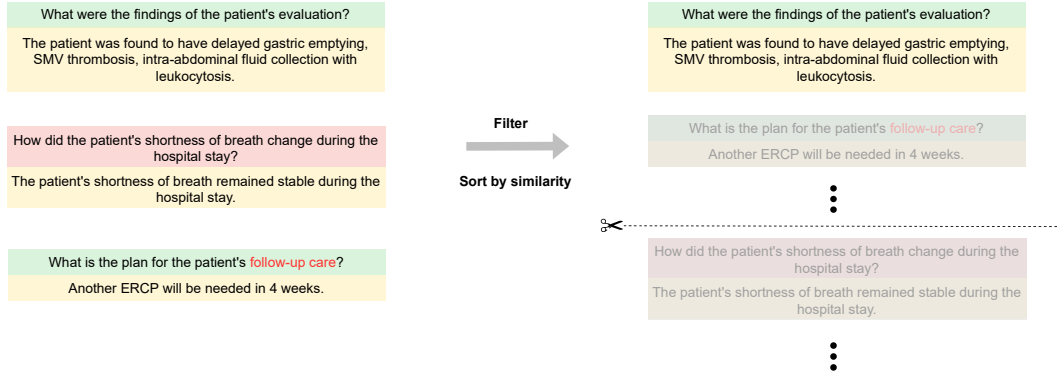 What were the findings of the patient's evaluation?
The patient was found to have delayed gastric emptying,
SMV thrombosis, intra-abdominal fluid collection with
leukocytosis.
How did the patient's shortness of breath change during the
hospital stay?
The patient's shortness of breath remained stable during the
hospital stay.
What is the plan for the patient's follow-up care?
Another ERCP will be needed in 4 weeks.
Filter
Sort by similarity
What were the findings of the patient's evaluation?
The patient was found to have delayed gastric emptying,
SMV thrombosis, intra-abdominal fluid collection with
leukocytosis.
What is the plan for the patient's follow-up care?
Another ERCP will be needed in 4 weeks.
How did the patient's shortness of breath change during the
hospital stay?
The patient's shortness of breath remained stable during the
hospital stay.